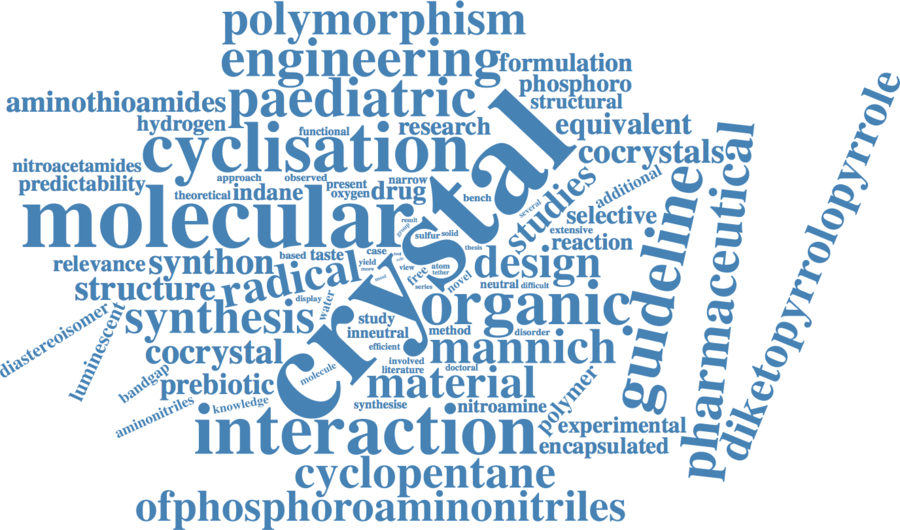 polymorphism
engineering
formulation
phosphoro
aminothioamides
paediatric
structural
hydrogen
functional
research
equivalent
cyclisation
crystal
cocrystals
nitroacetamides
approach
observed
predictability
present
narrow
theoretical
indane
oxygen
drug
bench
studies
additional
molecular
result
group
several
selective
sulfur
solid
extensive
reaction
guideline
pharmaceutical
diketopyrrolopyrrole
relevance
synthon
based
taste
case
thesis
view
atom
tether
free
design
structure
radical
yield
more
series
novel
neutral
difficult
display
water
organic
diastereoisomer
luminescent
synthesis
study
inneutral
method
disorder
efficient
cocrystal
mannich
bandgap
prebiotic
molecule
involved
literature
doctoral
material
polymer
aminonitriles
knowledge
synthesise
nitroamine
interaction
experimental
encapsulated
cyclopentane
ofphosphoroaminonitriles